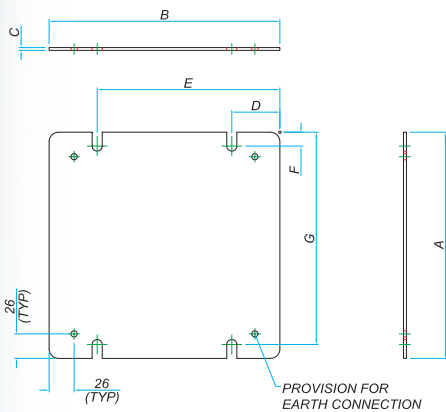 B
C
E
D
F
G
A
26
(TYP)
26
(TYP)
PROVISION FOR
EARTH CONNECTION